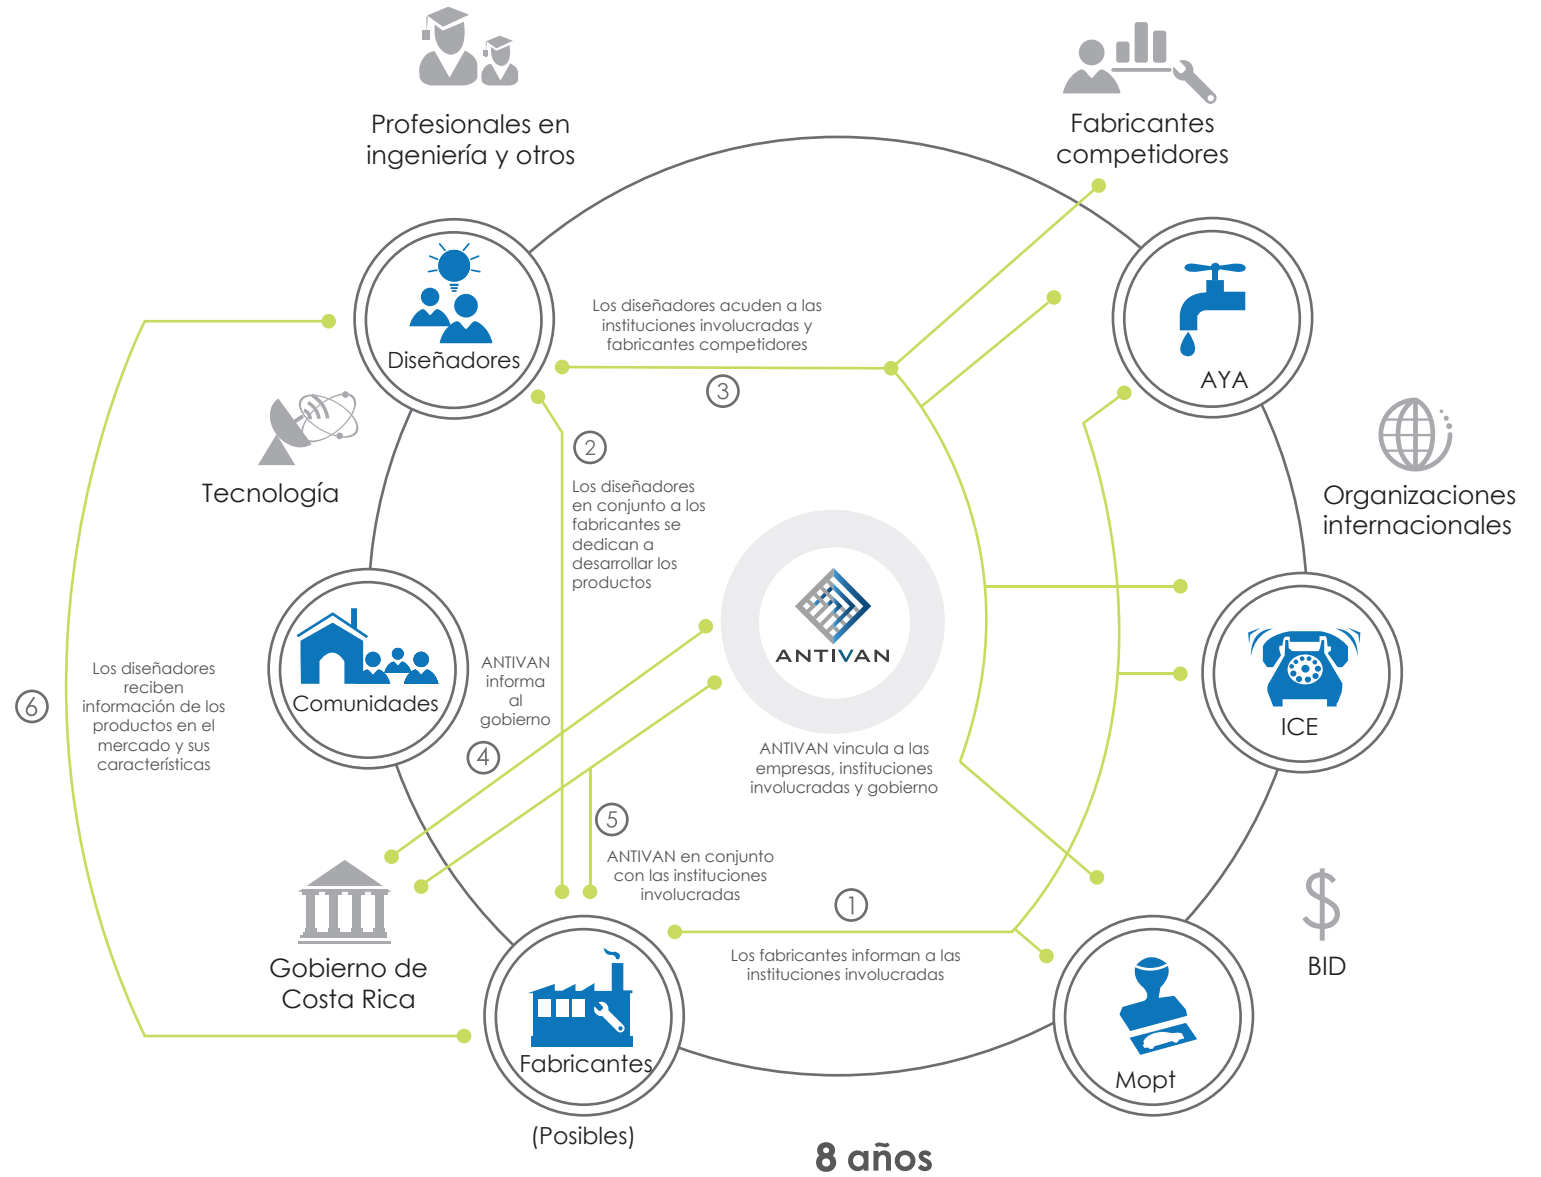 Profesionales en
ingeniería y otros
Fabricantes
competidores
Diseñadores
Los diseñadores acuden a las
instituciones involucradas y
fabricantes competidores
3
AYA
2
Los diseñadores
en conjunto a los
fabricantes se
dedican a
desarrollar los
productos
Tecnología
Organizaciones
internacionales
ANTIVAN
ANTIVAN vincula a las
empresas, instituciones
involucradas y gobierno
Comunidades
ANTIVAN
informa
al
gobierno
4
ICE
6
Los diseñadores
reciben
información de los
productos en el
mercado y sus
características
5
ANTIVAN en conjunto
con las instituciones
involucradas
1
Los fabricantes informan a las
instituciones involucradas
Gobierno de
Costa Rica
BID
Fabricantes
(Posibles)
Mopt
8 años